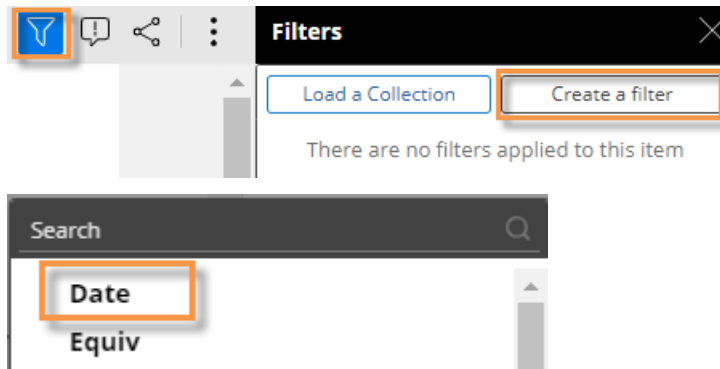 Filters
Load a Collection
Create a filter
There are no filters applied to this item
Search
Date
Equiv